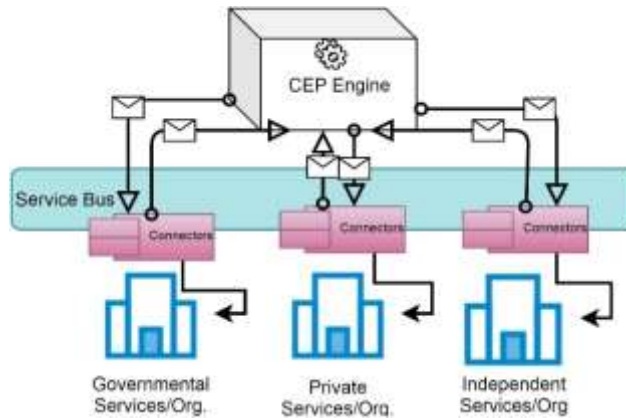 CEP Engine
Service Bus
Connectors
Connectors
Connectors
Governmental
Services/Org.
Private
Services/Org.
Independent
Services/Org